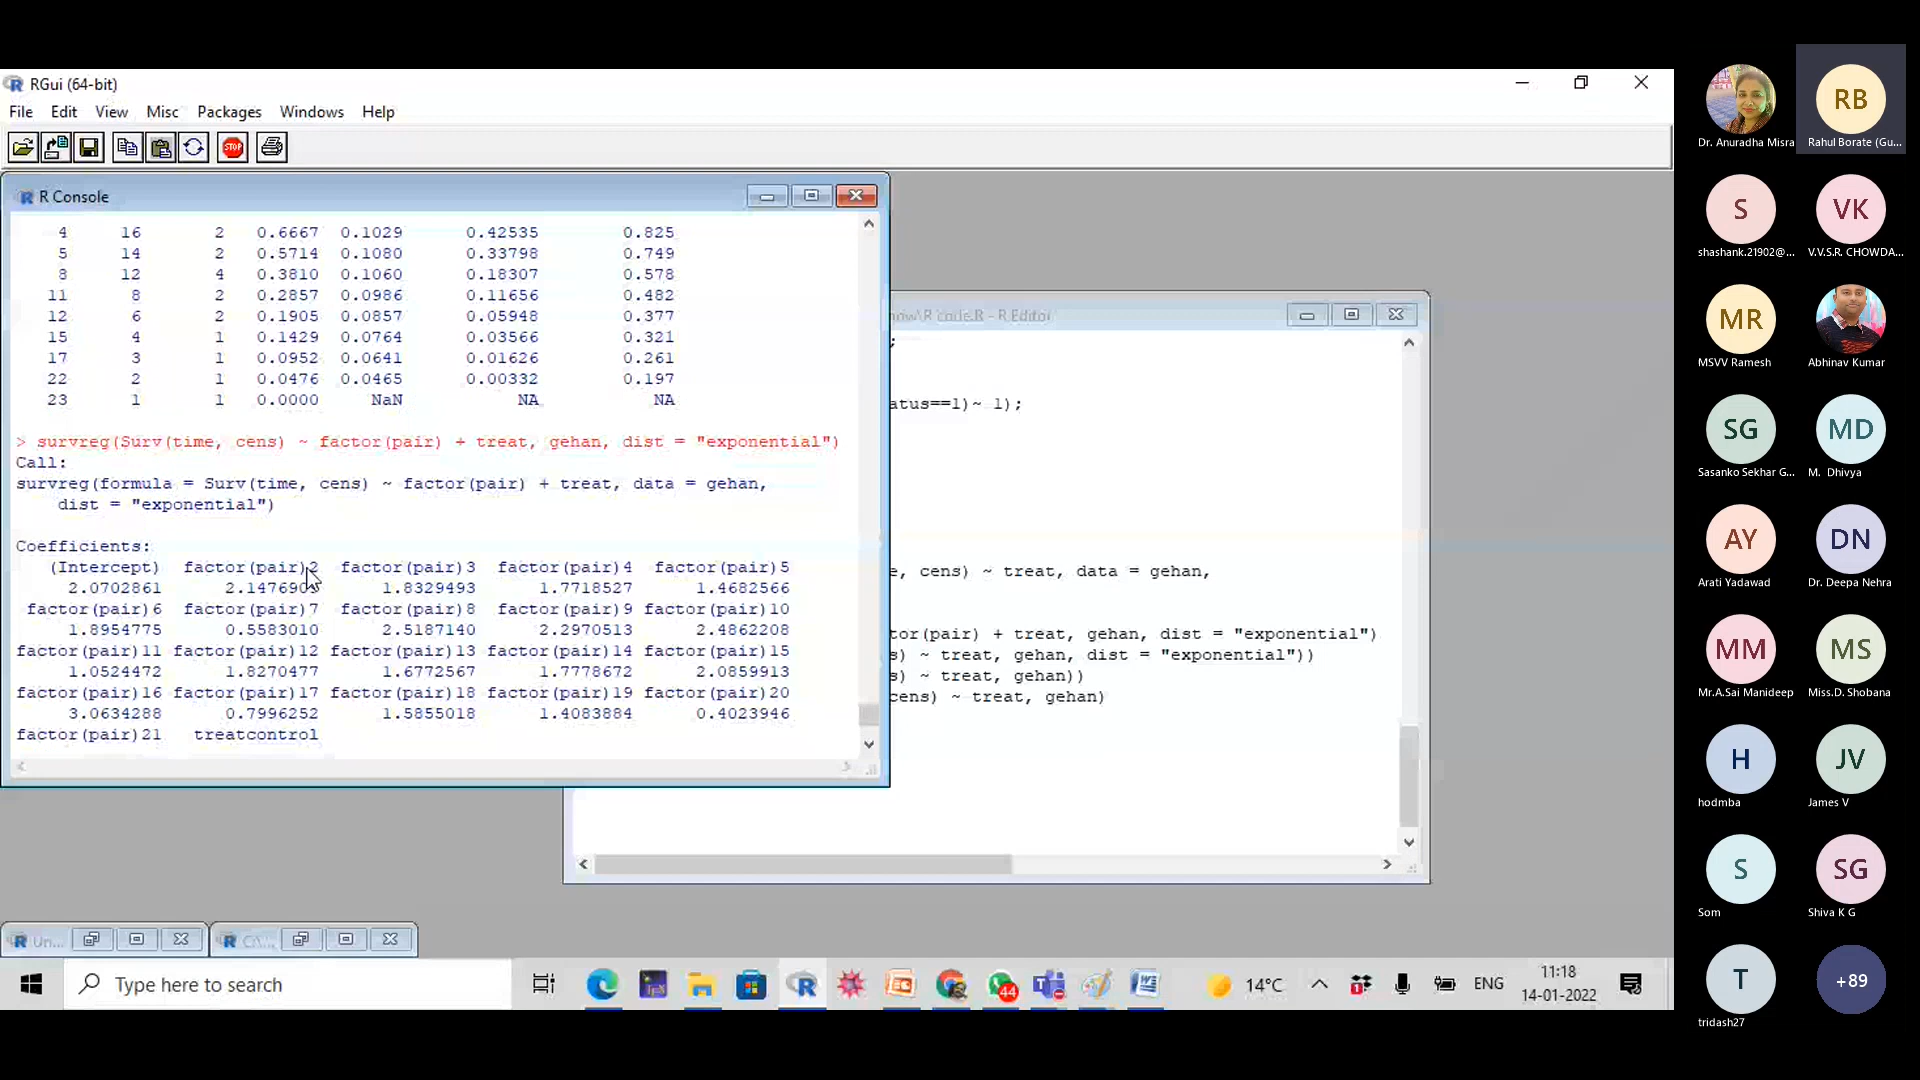 RGui (64-bit)
File Edit View Misc Packages Windows Help
STOP
R Console
4 16 2 0.6667 0.1029 0.42535 0.825
5 14 2 0.5714 0.1080 0.33798 0.749
8 12 4 0.3810 0.1060 0.18307 0.578
11 8 2 0.2857 0.0986 0.11656 0.482
12 6 2 0.1905 0.0857 0.05948 0.377
15 4 1 0.1429 0.0764 0.03566 0.321
17 3 1 0.0952 0.0641 0.01626 0.261
22 2 1 0.0476 0.0465 0.00332 0.197
23 1 1 0.0000 NaN NA NA
> survreg(Surv(time, cens) ~ factor(pair) + treat, gehan, dist = "exponential")
Call:
survreg(formula = Surv(time, cens) ~ factor(pair) + treat, data = gehan,
dist = "exponential")
Coefficients:
(Intercept) factor(pair)2 factor(pair)3 factor(pair)4 factor(pair)5
2.0702861 1.8329493 1.7718527 1.4682566
factor(pair)6 factor(pair)7 factor(pair)8 factor(pair)9 factor(pair)10
1.8954775 0.5583010 2.5187140 2.2970513 2.4862208
factor(pair)11 factor(pair)12 factor(pair)13 factor(pair)14 factor(pair)15
1.0524472 1.8270477 1.6772567 1.7778672 2.0859913
factor(pair)16 factor(pair)17 factor(pair)18 factor(pair)19 factor(pair)20
3.0634288 0.7996252 1.5855018 1.4083884 0.4023946
factor(pair)21 treatcontrol
now\R code.R - R Editor
;
atus==1)~ 1);
e, cens) ~ treat, data = gehan,
tor(pair) + treat, gehan, dist = "exponential")
s) ~ treat, gehan, dist = "exponential"))
s) ~ treat, gehan))
cens) ~ treat, gehan)
Un... C:\...
Type here to search
44
14°C
ENG
11:18
14-01-2022
Dr. Anuradha Misra
RB
Rahul Borate (Gu...
S
shashank.21902@...
VK
V.V.S.R. CHOWDA...
MR
MSVV Ramesh
Abhinav Kumar
SG
Sasanko Sekhar G...
MD
M. Dhivya
AY
Arati Yadawad
DN
Dr. Deepa Nehra
MM
Mr.A.Sai Manideep
MS
Miss.D. Shobana
H
hodmba
JV
James V
S
Som
SG
Shiva K G
T
tridash27
+89